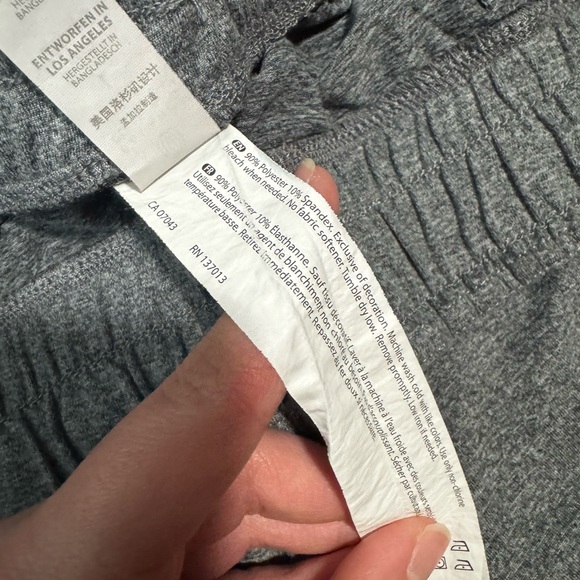 HERGESTELLT IN
ENTWORFEN IN
LOS ANGELES
HERGESTELLT IN
BANGLADESCH
美国洛杉矶设计
孟加拉制造
EN 90% Polyester 10% Spandex. Exclusive of decoration. Machine wash cold with like colors. Use only non-chlorine
bleach when needed. No fabric softener. Tumble dry low. Remove promptly. Low iron if needed.
FR 90% Polyester 10% Élasthanne. Sauf tissu décoratif. Laver à la machine à l'eau froide avec des couleurs
Utilisez seulement un agent de blanchiment non chloré au besoin. Sécher par culbutage
température basse. Retirez immédiatement. Repassez au fer doux si nécessaire.
CA 07043
RN 137013